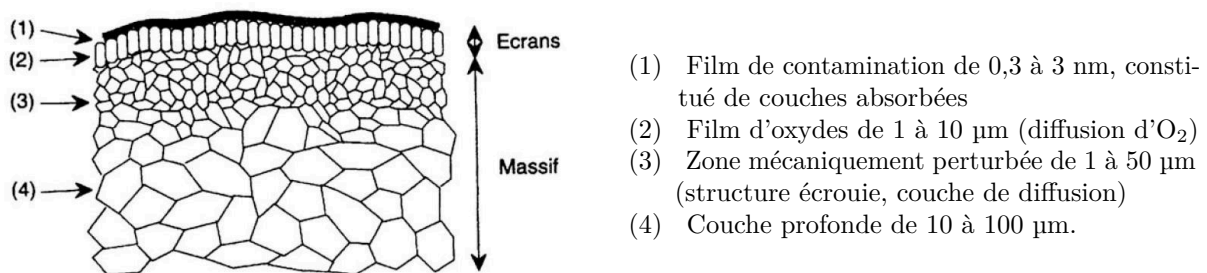 (1)
(2)
(3)
(4)
Ecrans
Massif
(1) Film de contamination de 0,3 à 3 nm, consti-
tué de couches absorbées
(2) Film d'oxydes de 1 à 10 µm (diffusion d'O₂)
(3) Zone mécaniquement perturbée de 1 à 50 µm
(structure écrouie, couche de diffusion)
(4) Couche profonde de 10 à 100 µm.